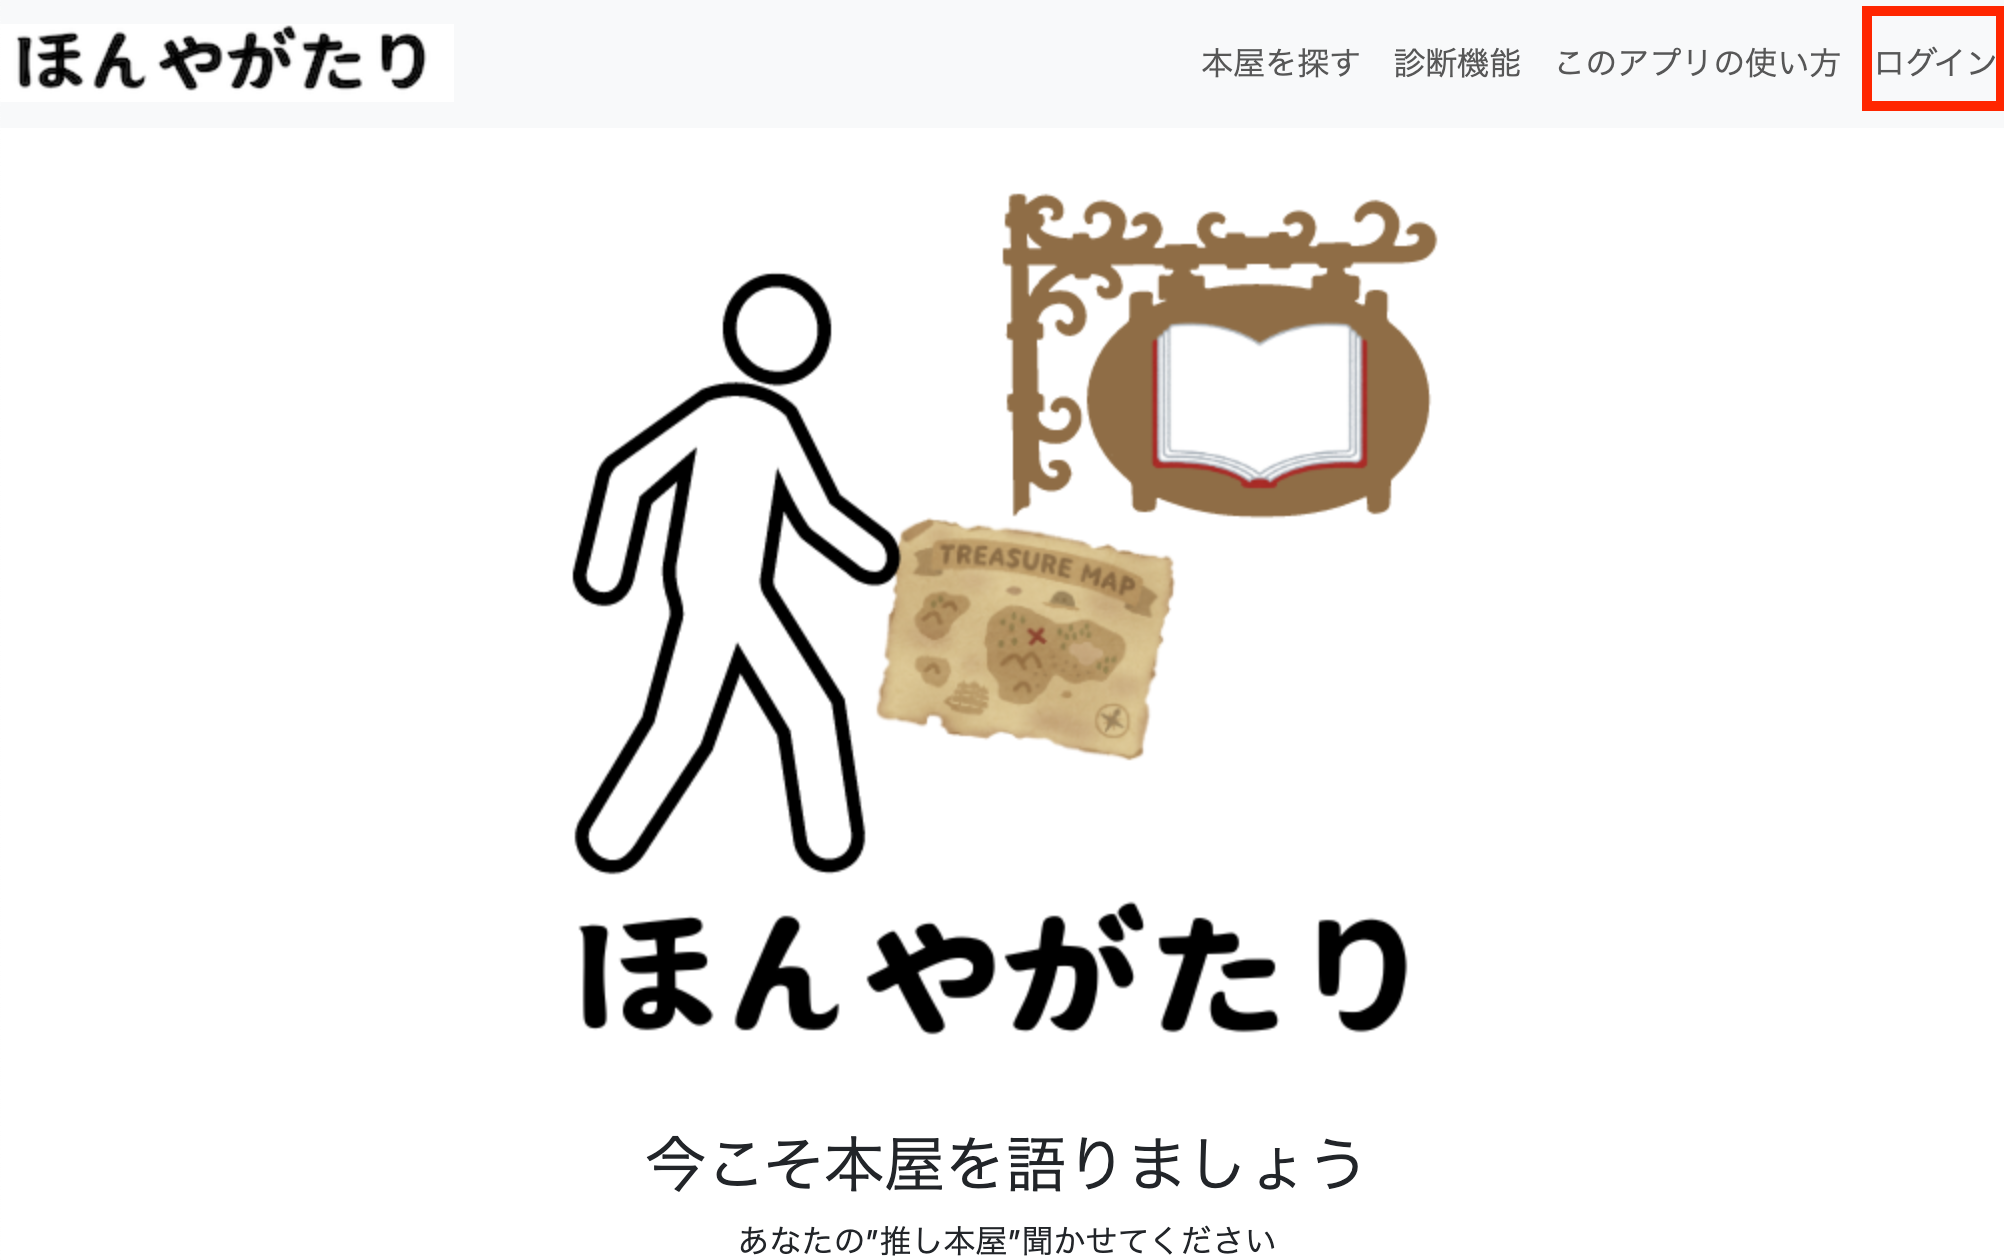 ほんやがたり 本屋を探す 診断機能 このアプリの使い方 ログイン
TREASURE MAP
ほんやがたり
今こそ本屋を語りましょう
あなたの"推し本屋"聞かせてください